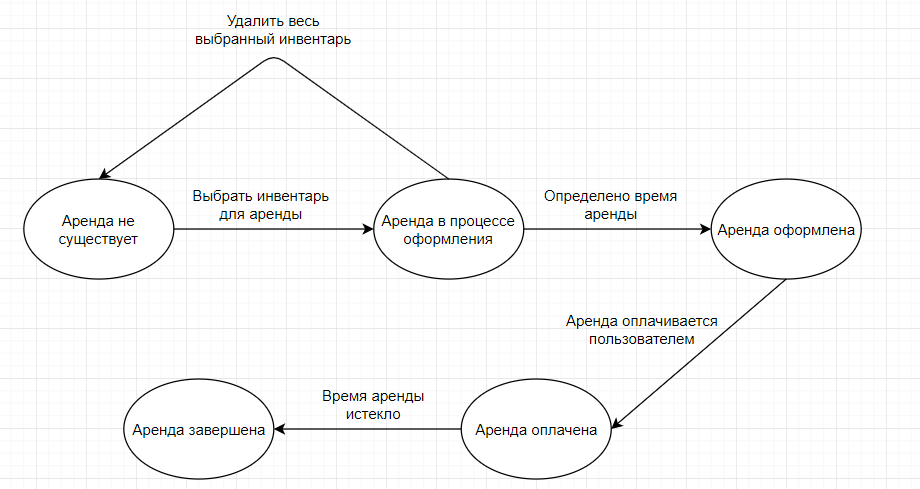 Удалить весь
выбранный инвентарь
Аренда не
существует
Выбрать инвентарь
для аренды
Аренда в процессе
оформления
Определено время
аренды
Аренда оформлена
Аренда оплачивается
пользователем
Аренда завершена
Время аренды
истекло
Аренда оплачена